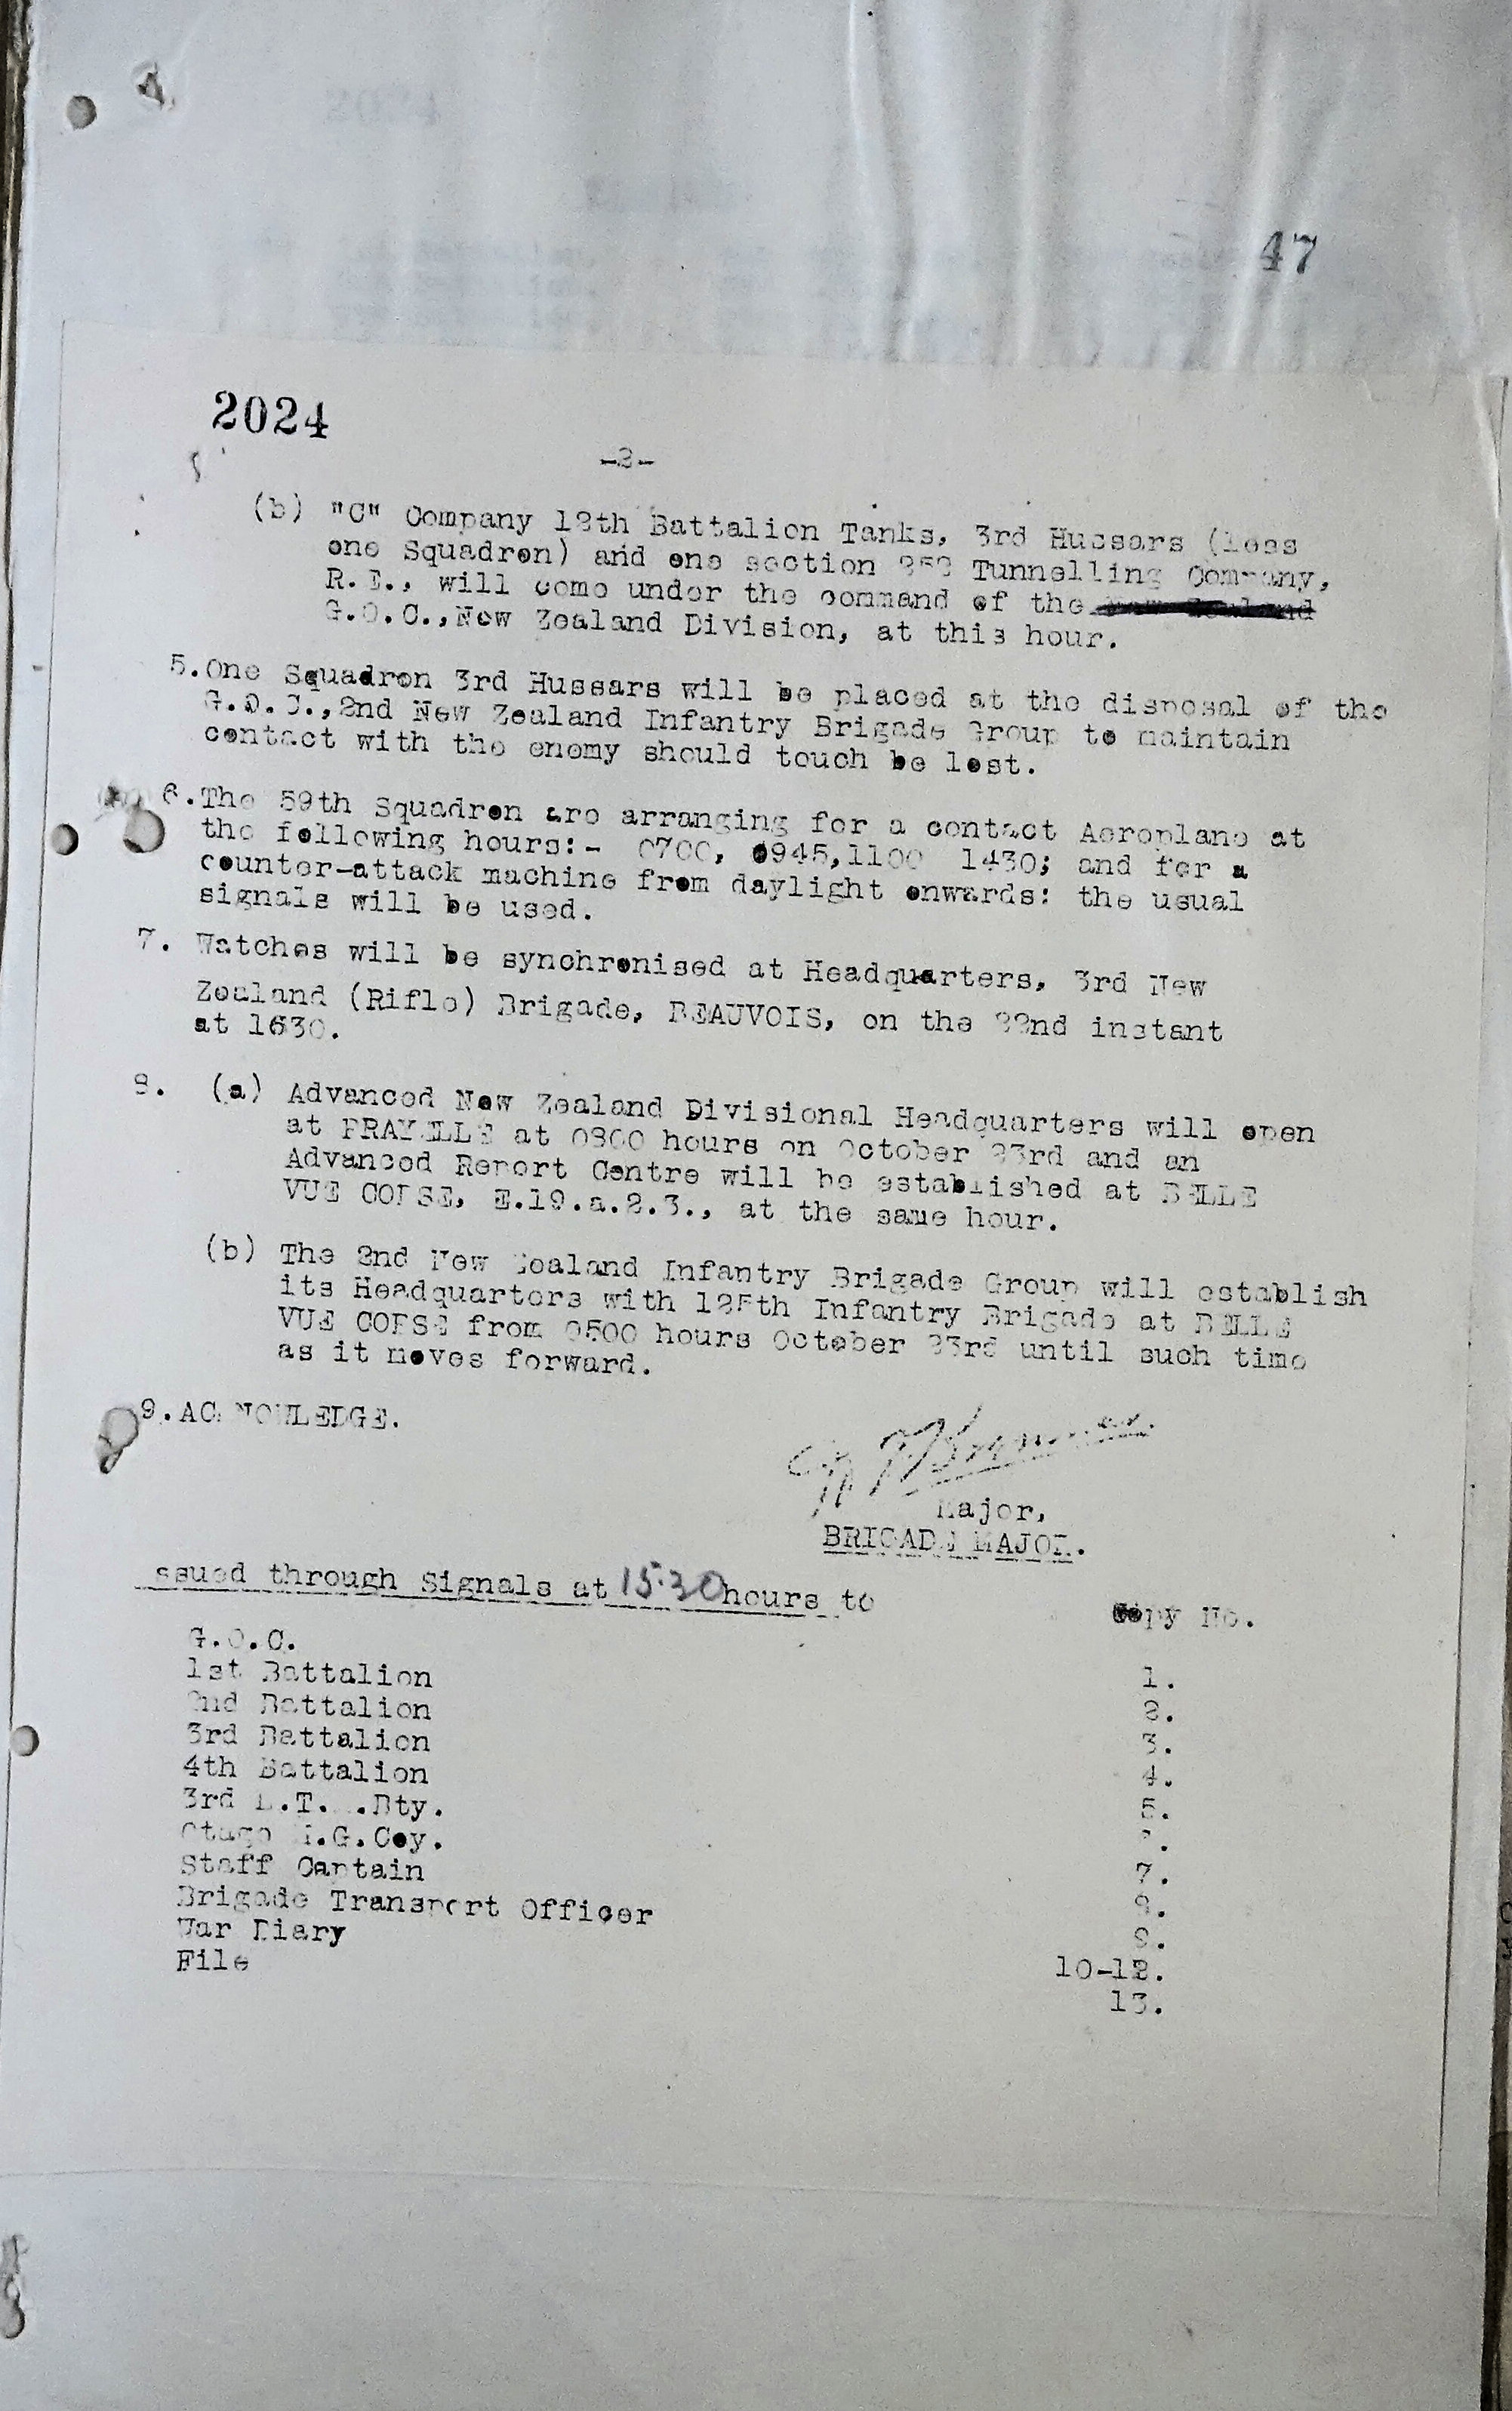 47
2024
-2-
(b) "C" Company 12th Battalion Tanks, 3rd Hussars (less
one Squadron) and one section 252 Tunnelling Company,
R.E., will come under the command of the
G.O.C., New Zealand Division, at this hour.
5. One Squadron 3rd Hussars will be placed at the disposal of the
G.O.C., 2nd New Zealand Infantry Brigade Group to maintain
contact with the enemy should touch be lost.
6. The 59th Squadron are arranging for a contact Aeroplane at
the following hours:- 0700, 0945, 1100 1430; and for a
counter-attack machine from daylight onwards: the usual
signals will be used.
7. Watches will be synchronised at Headquarters, 3rd New
Zealand (Rifle) Brigade, BEAUVOIS, on the 22nd instant
at 1630.
8. (a) Advanced New Zealand Divisional Headquarters will open
at at 0800 hours on October 23rd and an
Advanced Report Centre will be established at BELLE
VUE COPSE, E.19.a.2.3., at the same hour.
(b) The 2nd New Zealand Infantry Brigade Group will establish
its Headquarters with 125th Infantry Brigade at BELLE
VUE COPSE from 0500 hours October 23rd until such time
as it moves forward.
9. ACKNOWLEDGE.
Major,
BRIGADE MAJOR.
ssued through Signals at 15.30 hours to
Copy No.
G.O.C. 1.
1st Battalion 2.
2nd Battalion 3.
3rd Battalion 4.
4th Battalion 5.
3rd L.T. .Bty.
Otago M.G.Coy. 7.
Staff Captain 8.
Brigade Transport Officer 9.
War Diary 10-12.
File 13.